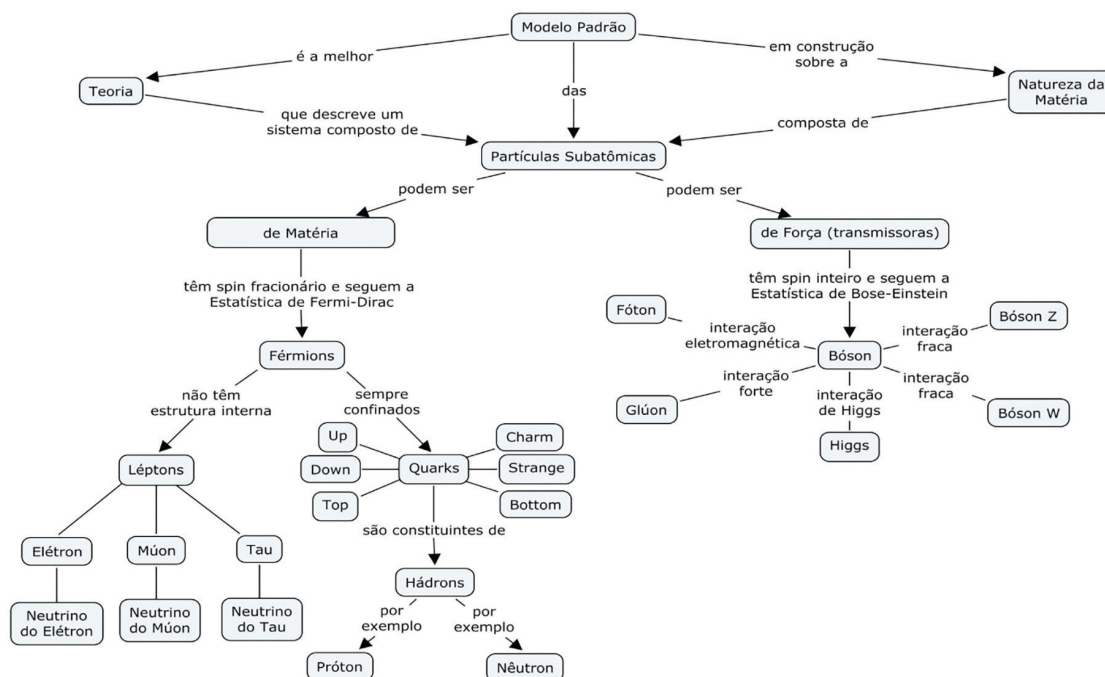 Modelo Padrão
é a melhor
em construção
sobre a
Teoria
das
Natureza da
Matéria
que descreve um
sistema composto de
composta de
Partículas Subatômicas
podem ser
podem ser
de Matéria
de Força (transmissoras)
têm spin fracionário e seguem a
Estatística de Fermi-Dirac
têm spin inteiro e seguem a
Estatística de Bose-Einstein
Fóton
Bóson Z
interação
eletromagnética
interação
fraca
Férmions
Bóson
não têm
estrutura interna
sempre
confinados
interação
forte
interação
de Higgs
interação
fraca
Glúon
Bóson W
Higgs
Up
Charm
Léptons
Down
Quarks
Strange
Top
Bottom
são constituintes de
Elétron
Múon
Tau
Hádrons
Neutrino
do Elétron
Neutrino
do Múon
Neutrino
do Tau
por
exemplo
por
exemplo
Próton
Nêutron